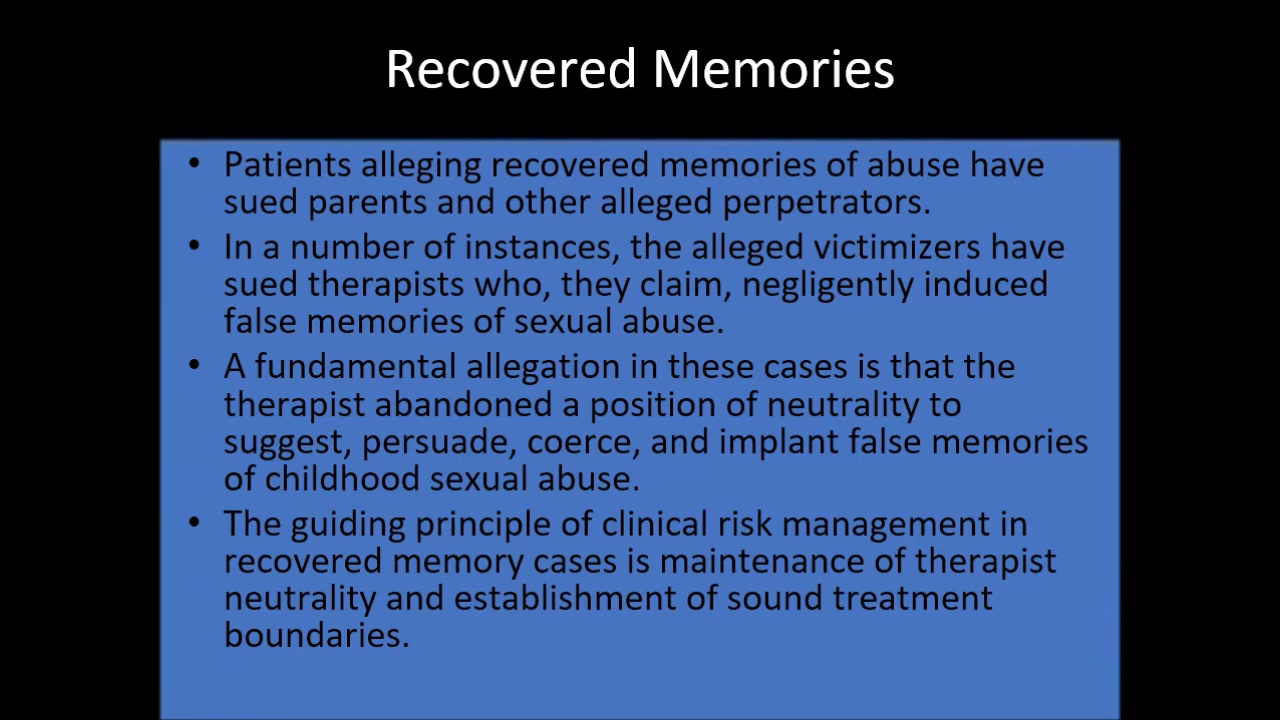 Recovered Memories
• Patients alleging recovered memories of abuse have
sued parents and other alleged perpetrators.
• In a number of instances, the alleged victimizers have
sued therapists who, they claim, negligently induced
false memories of sexual abuse.
• A fundamental allegation in these cases is that the
therapist abandoned a position of neutrality to
suggest, persuade, coerce, and implant false memories
of childhood sexual abuse.
• The guiding principle of clinical risk management in
recovered memory cases is maintenance of therapist
neutrality and establishment of sound treatment
boundaries.